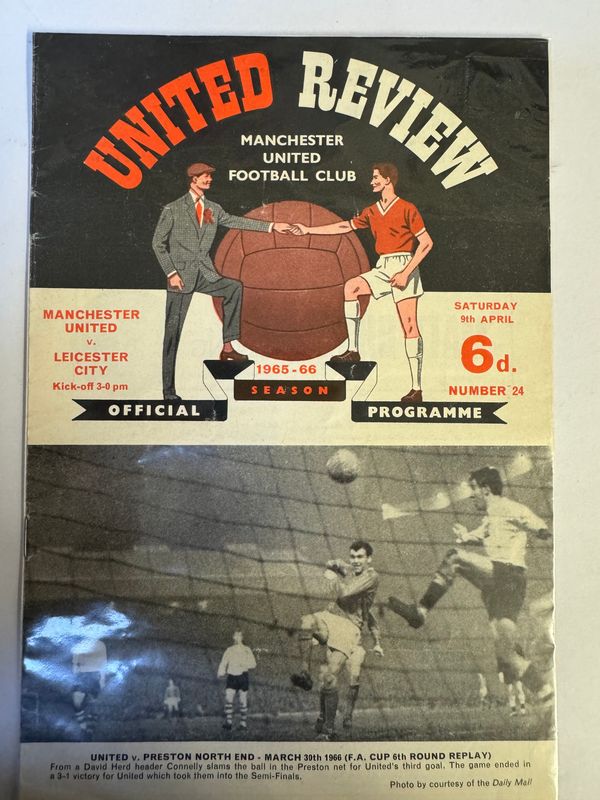 UNITED REVIEW
MANCHESTER
UNITED
FOOTBALL CLUB
MANCHESTER
UNITED
v.
LEICESTER
CITY
Kick-off 3-0 pm
SATURDAY
9th APRIL
6d.
NUMBER 24
1965-66
SEASON
OFFICIAL
PROGRAMME
UNITED v. PRESTON NORTH END - MARCH 30th 1966 (F.A. CUP 6th ROUND REPLAY)
From a David Herd header Connelly slams the ball in the Preston net for United's third goal. The game ended in
a 3-1 victory for United which took them into the Semi-Finals.
Photo by courtesy of the Daily Mail